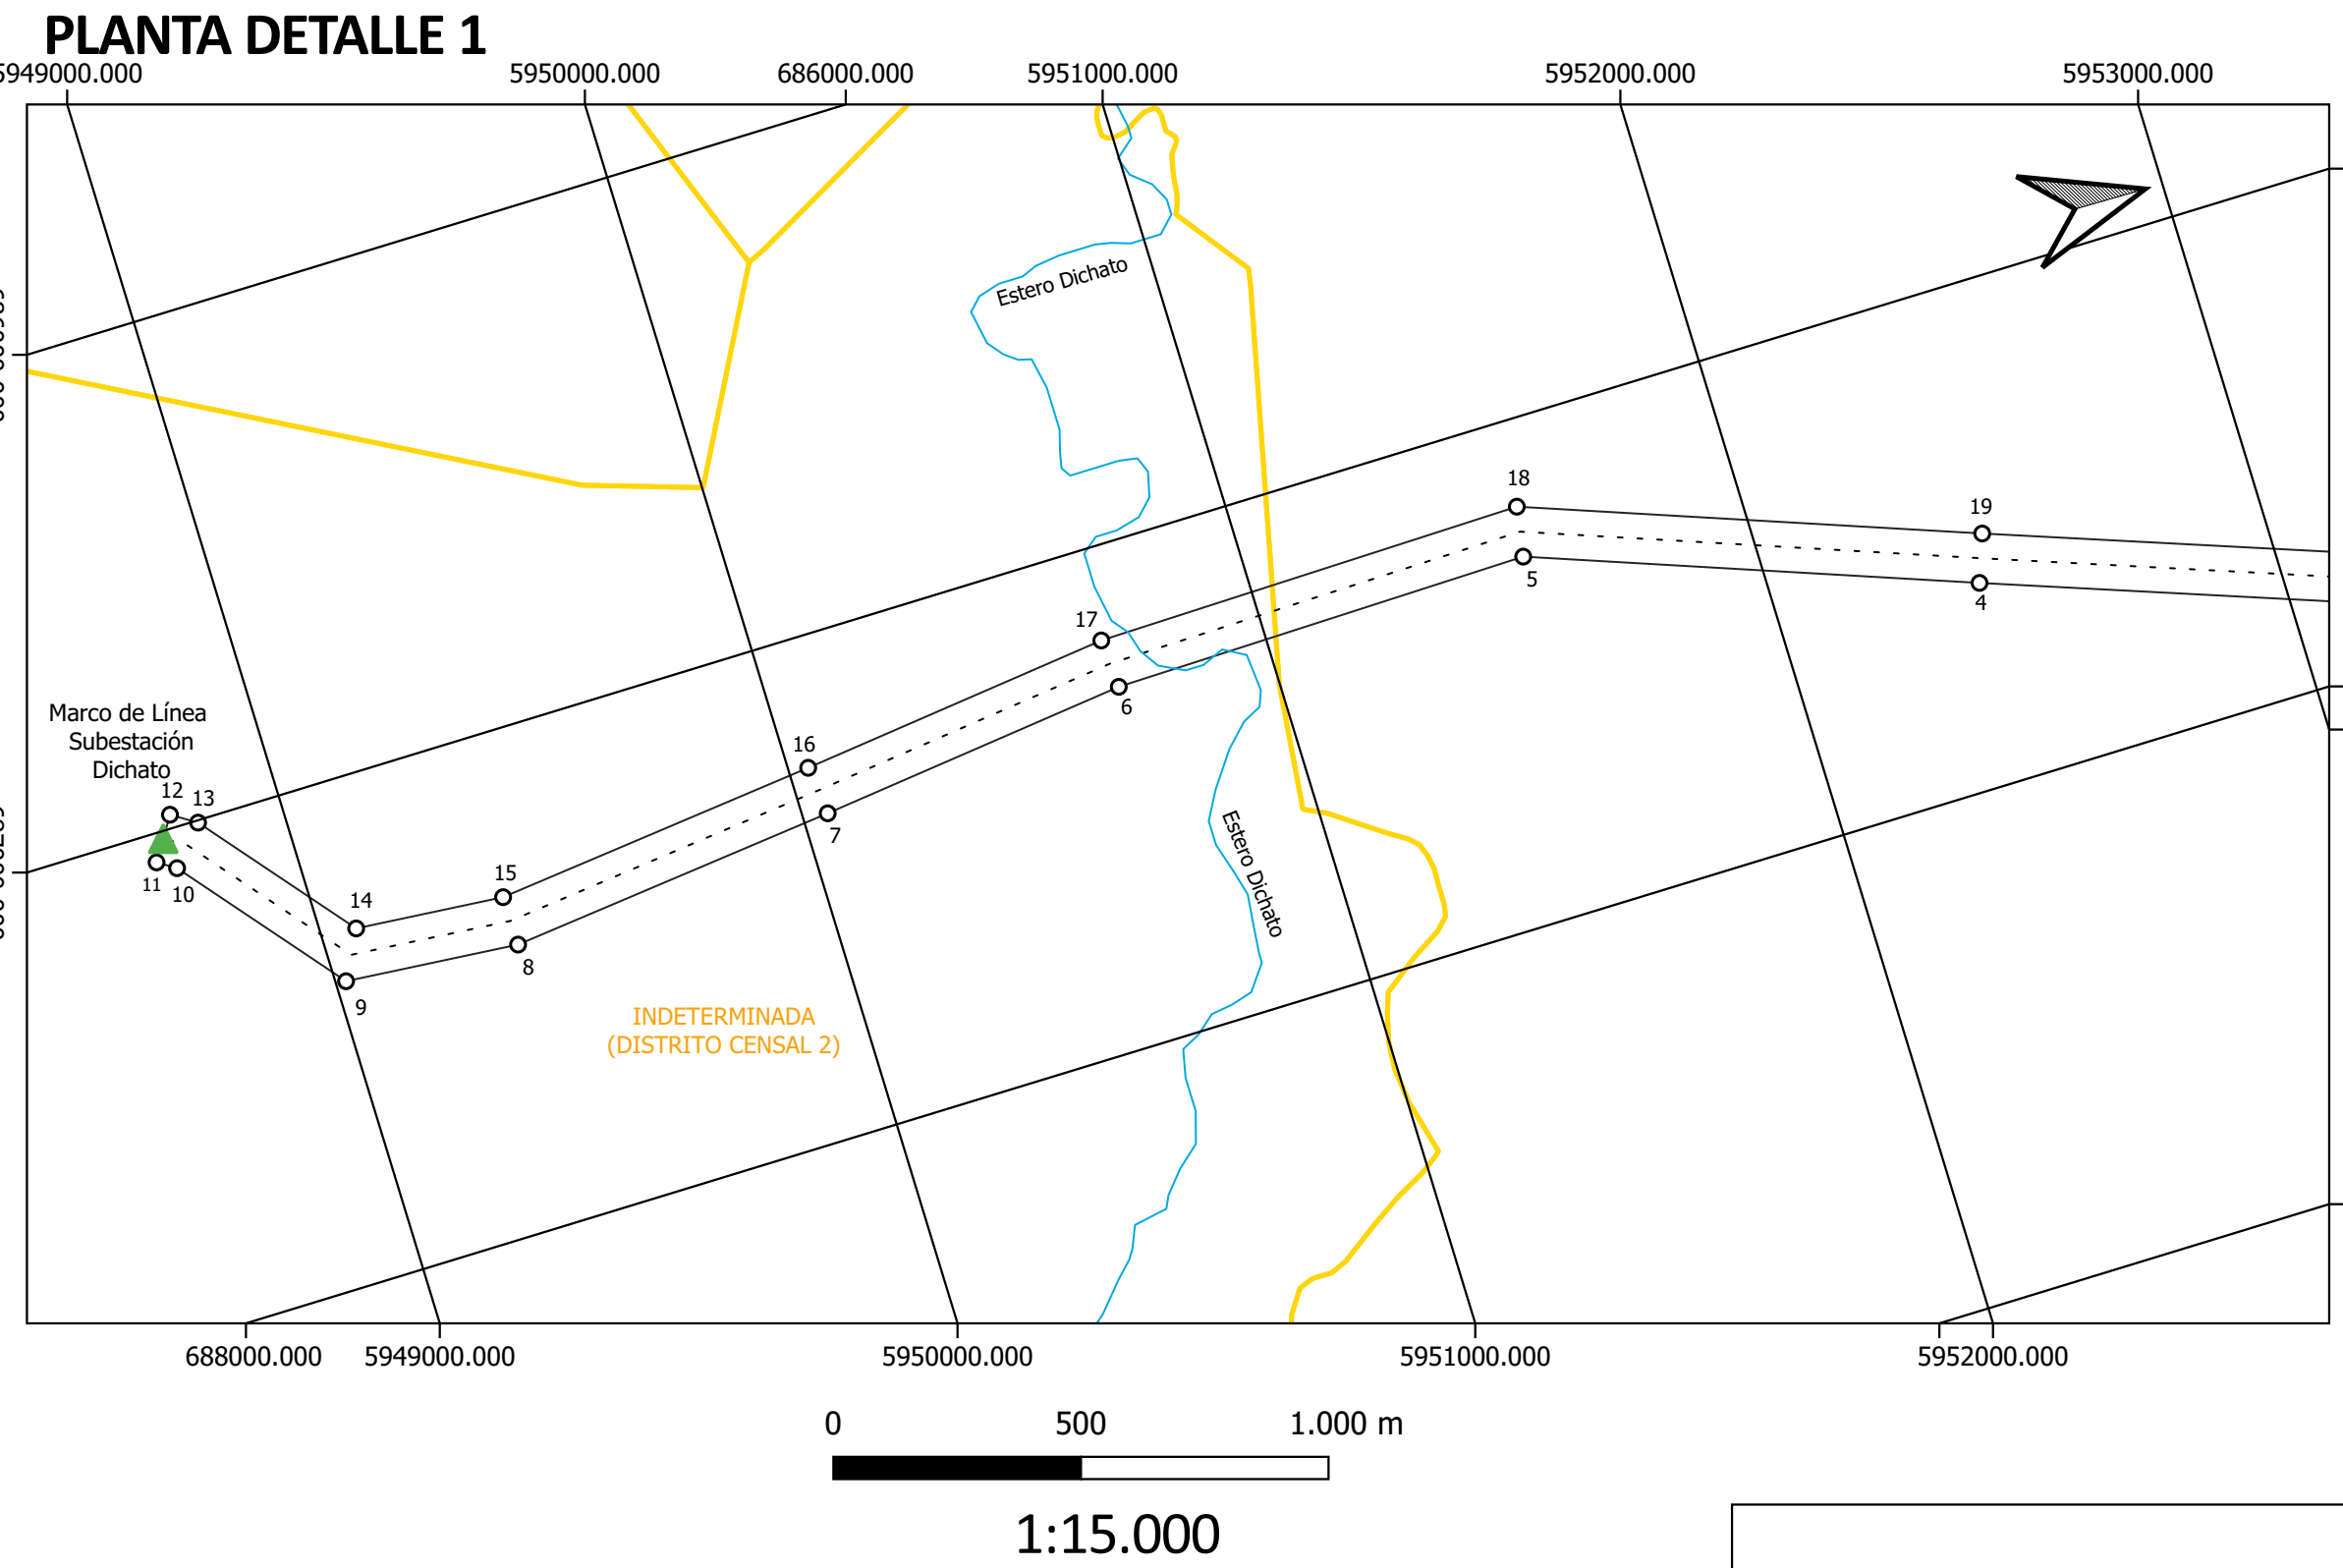 PLANTA DETALLE 1
5949000.000 5950000.000 686000.000 5951000.000 5952000.000 5953000.000
Estero Dichato
18
19
5
4
17
6
Marco de Línea
Subestación
Dichato
16
12
13
7
Estero Dichato
15
11
10
14
8
9
INDETERMINADA
(DISTRITO CENSAL 2)
688000.000 5949000.000 5950000.000 5951000.000 5952000.000
0 500 1.000 m
1:15.000